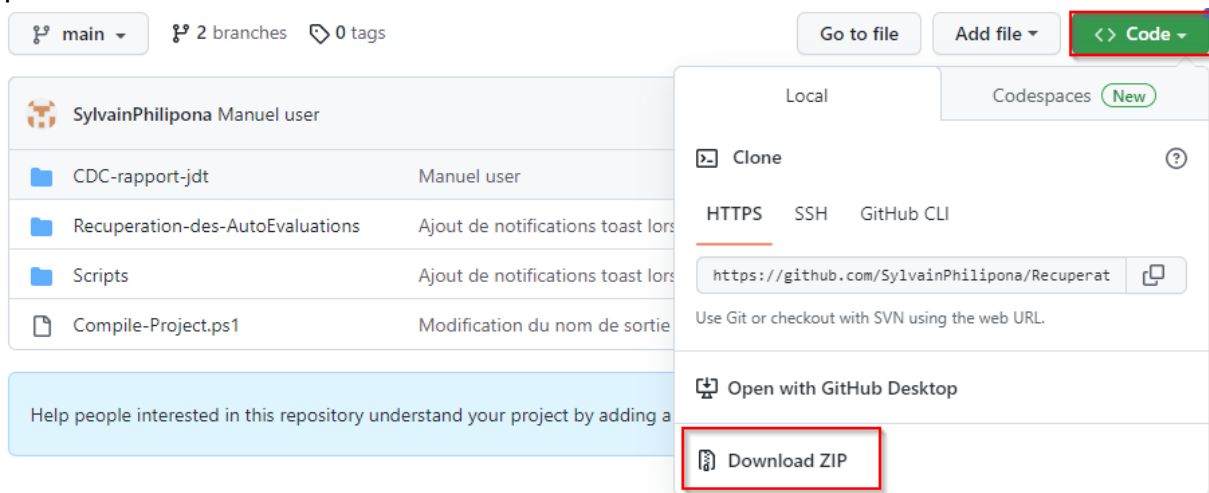 main 2 branches 0 tags Go to file Add file <> Code
Local Codespaces New
SylvainPhilipona Manuel user
Clone
CDC-rapport-jdt Manuel user
HTTPS SSH GitHub CLI
Recuperation-des-AutoEvaluations Ajout de notifications toast lors
https://github.com/SylvainPhilipona/Recuperat
Scripts Ajout de notifications toast lors
Use Git or checkout with SVN using the web URL.
Compile-Project.ps1 Modification du nom de sortie
Open with GitHub Desktop
Help people interested in this repository understand your project by adding a
Download ZIP